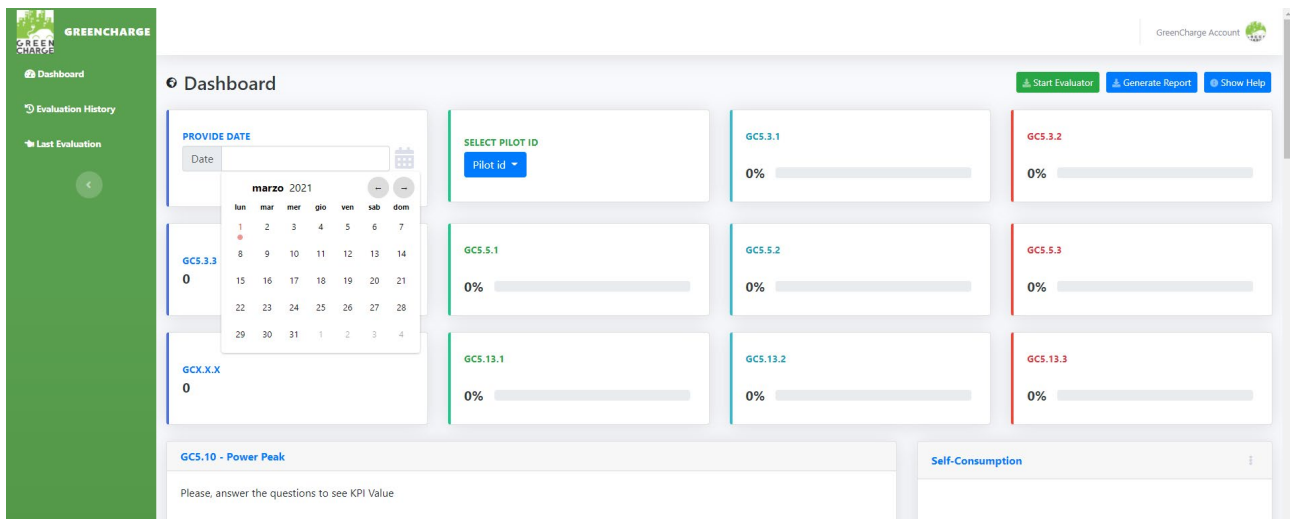 GREEN
CHARGE
GREENCHARGE
GreenCharge Account
Dashboard
Evaluation History
Last Evaluation
Dashboard
Start Evaluator
Generate Report
Show Help
PROVIDE DATE
Date
marzo 2021
lun mar mer gio ven sab dom
1 2 3 4 5 6 7
8 9 10 11 12 13 14
15 16 17 18 19 20 21
22 23 24 25 26 27 28
29 30 31 1 2 3 4
SELECT PILOT ID
Pilot id
GC5.3.1
0%
GC5.3.2
0%
GC5.3.3
0
GC5.5.1
0%
GC5.5.2
0%
GC5.5.3
0%
GCX.X.X
0
GC5.13.1
0%
GC5.13.2
0%
GC5.13.3
0%
GC5.10 - Power Peak
Please, answer the questions to see KPI Value
Self-Consumption